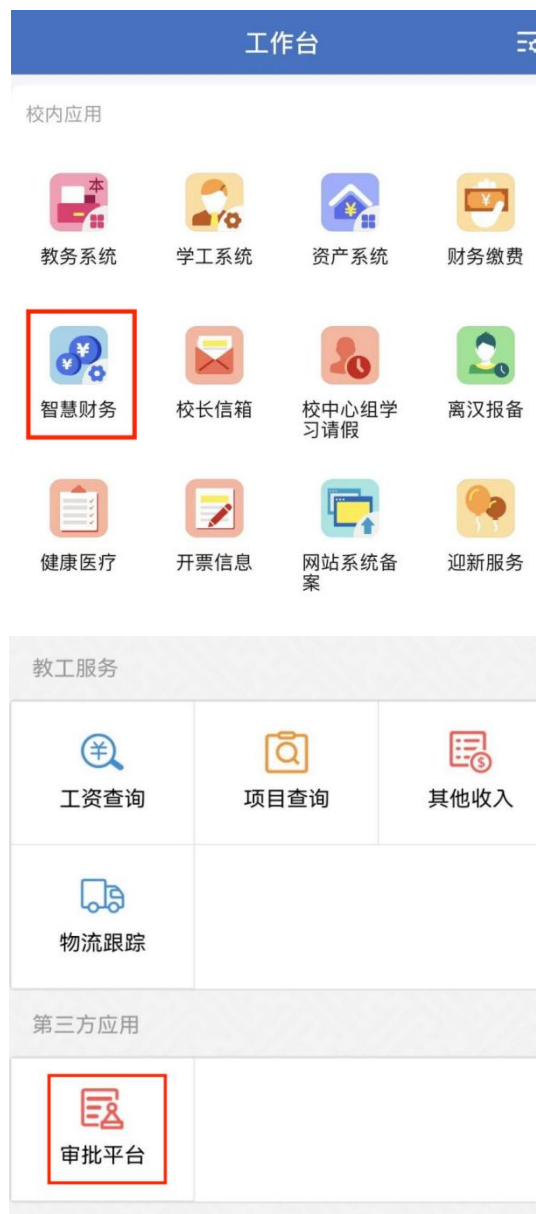 工作台
校内应用
本
教务系统 学工系统 资产系统 财务缴费
智慧财务 校长信箱 校中心组学 离汉报备
习请假
健康医疗 开票信息 网站系统备 迎新服务
案
教工服务
工资查询 项目查询 其他收入
物流跟踪
第三方应用
审批平台